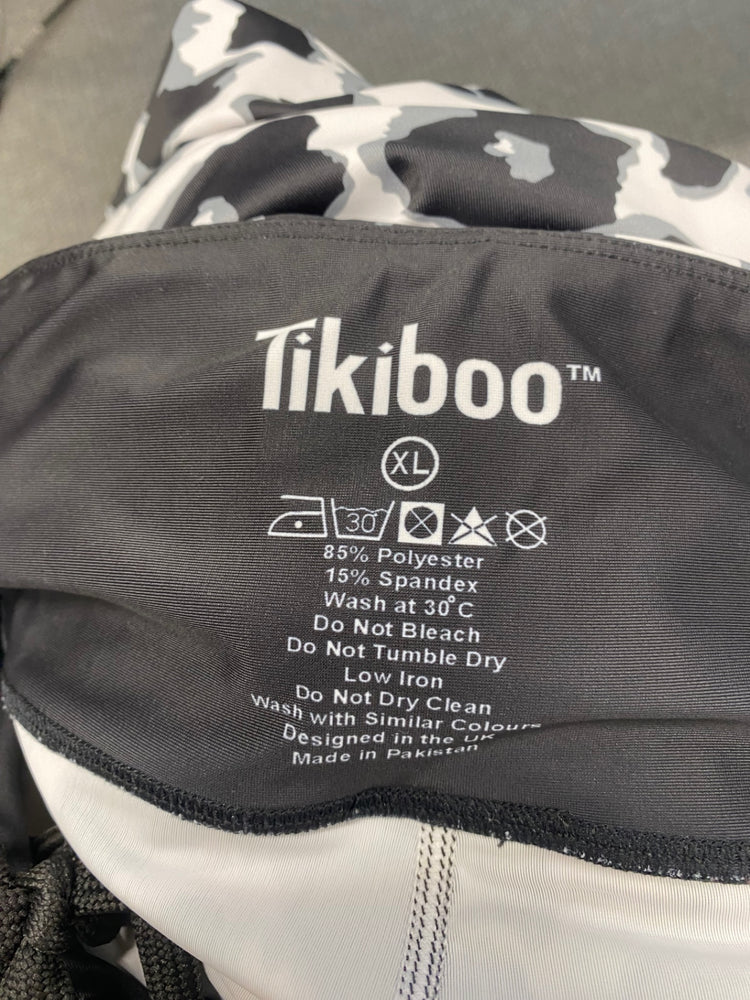 Tikiboo™
XL
30
85% Polyester
15% Spandex
Wash at 30°C
Do Not Bleach
Do Not Tumble Dry
Low Iron
Do Not Dry Clean
Wash with Similar Colours
Designed in the UK
Made in Pakistan